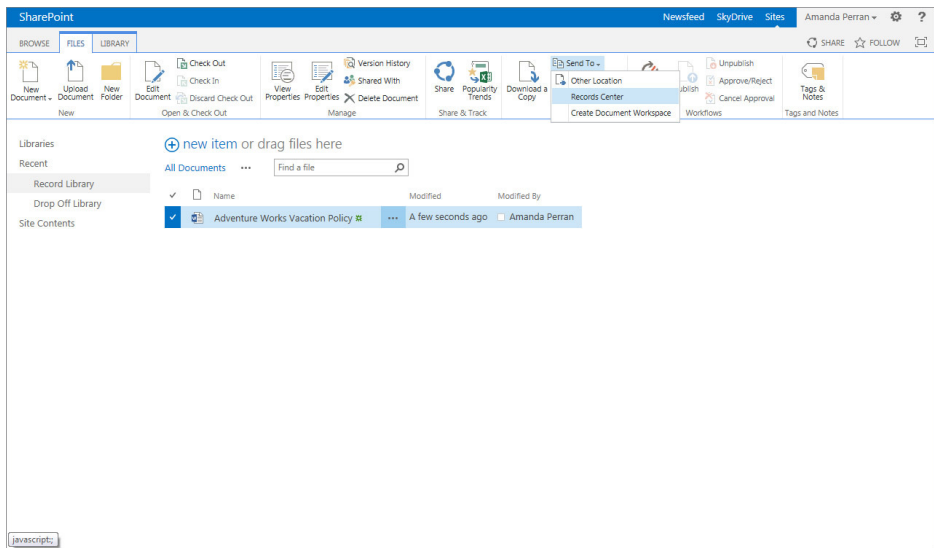 SharePoint Newsfeed SkyDrive Sites Amanda Perran ?
BROWSE FILES LIBRARY SHARE FOLLOW
New Document
Upload Document
New Folder
New
Edit Document
Check Out
Check In
Discard Check Out
Open & Check Out
View Properties
Edit Properties
Version History
Shared With
Delete Document
Manage
Share
Popularity Trends
Share & Track
Download a Copy
Send To
Other Location
Records Center
Create Document Workspace
Unpublish
Approve/Reject
Cancel Approval
Workflows
Tags & Notes
Tags and Notes
Libraries
Recent
Record Library
Drop Off Library
Site Contents
new item or drag files here
All Documents ... Find a file
Name Modified Modified By
Adventure Works Vacation Policy ... A few seconds ago Amanda Perran
javascript:;